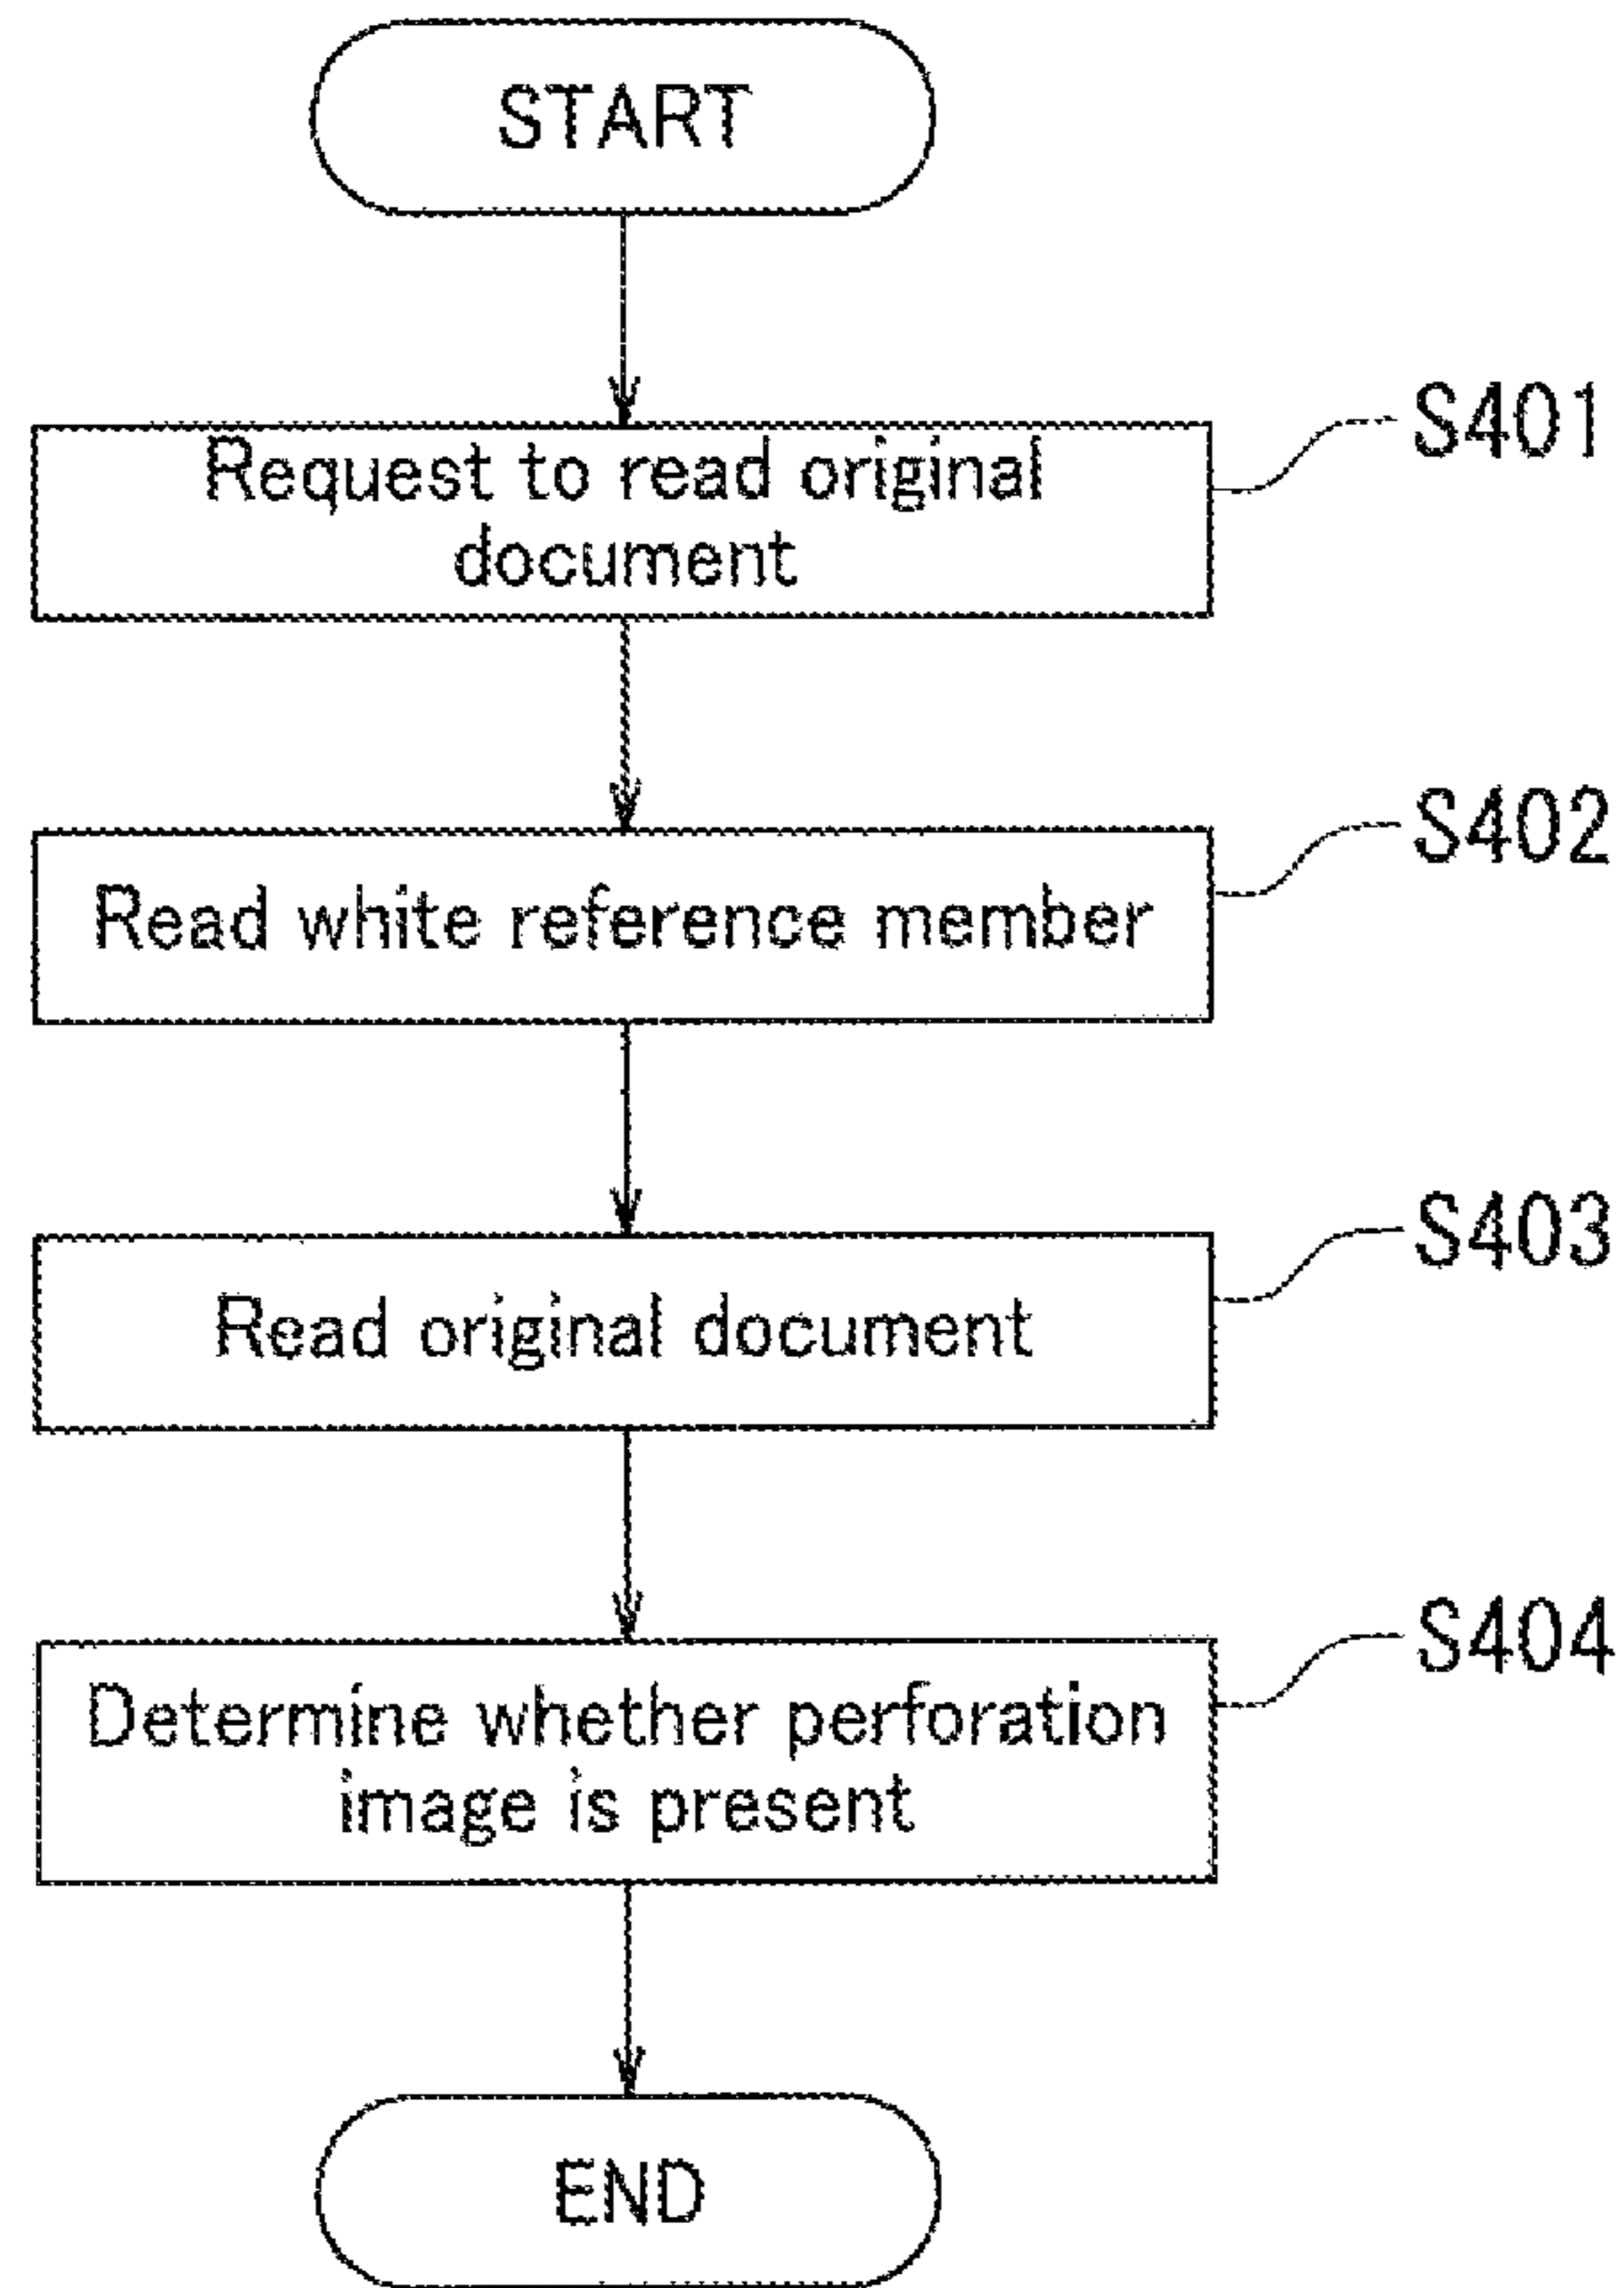 START
S401
Request to read original
document
S402
Read white reference member
S403
Read original document
S404
Determine whether perforation
image is present
END